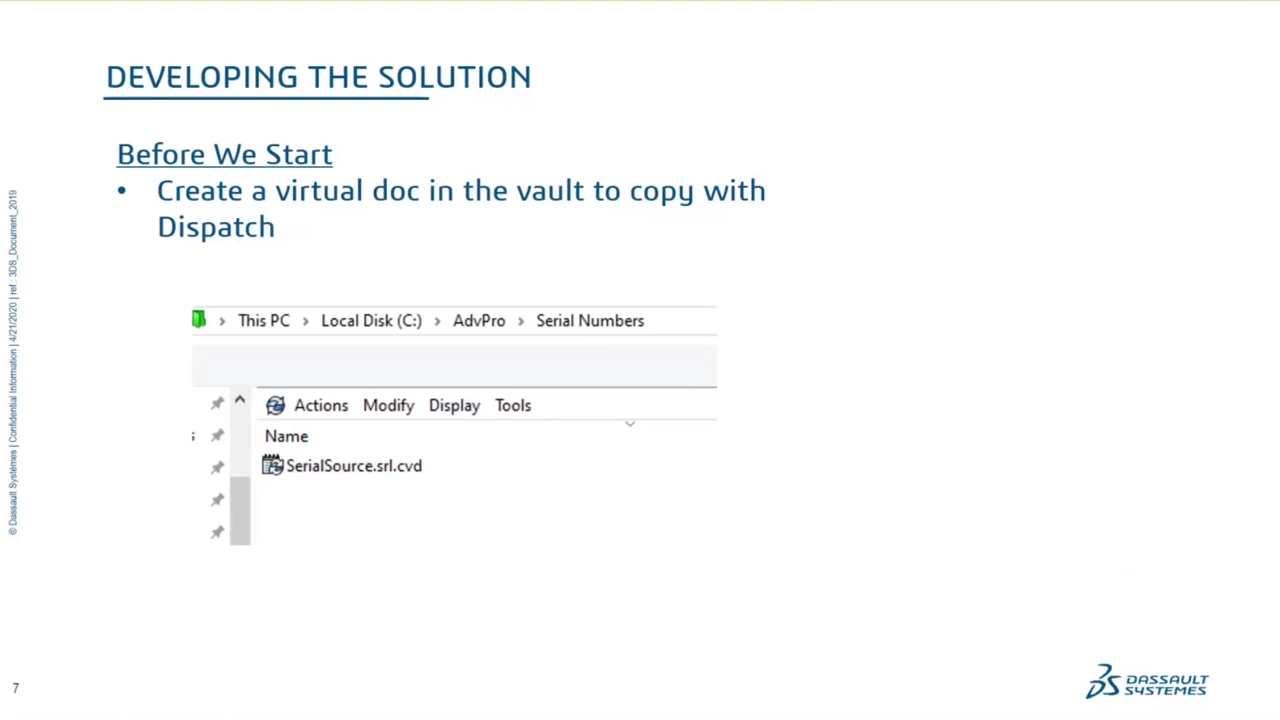 DEVELOPING THE SOLUTION
Before We Start
• Create a virtual doc in the vault to copy with
Dispatch
This PC > Local Disk (C:) > AdvPro > Serial Numbers
Actions Modify Display Tools
Name
SerialSource.srl.cvd
© Dassault Systèmes | Confidential Information | 4/21/2020 | ref.: 3DS_Document_2019
7
DASSAULT
SYSTEMES